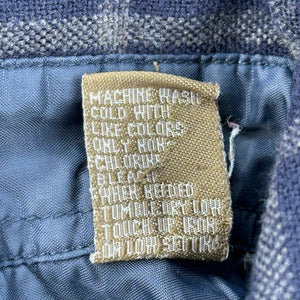 MACHINE WASH
COLD WITH
LIKE COLORS
ONLY NON
CHLORINE
BLEACH
WHEN NEEDED
TUMBLE DRY LOW
TOUCH UP IRON
ON LOW SETTING